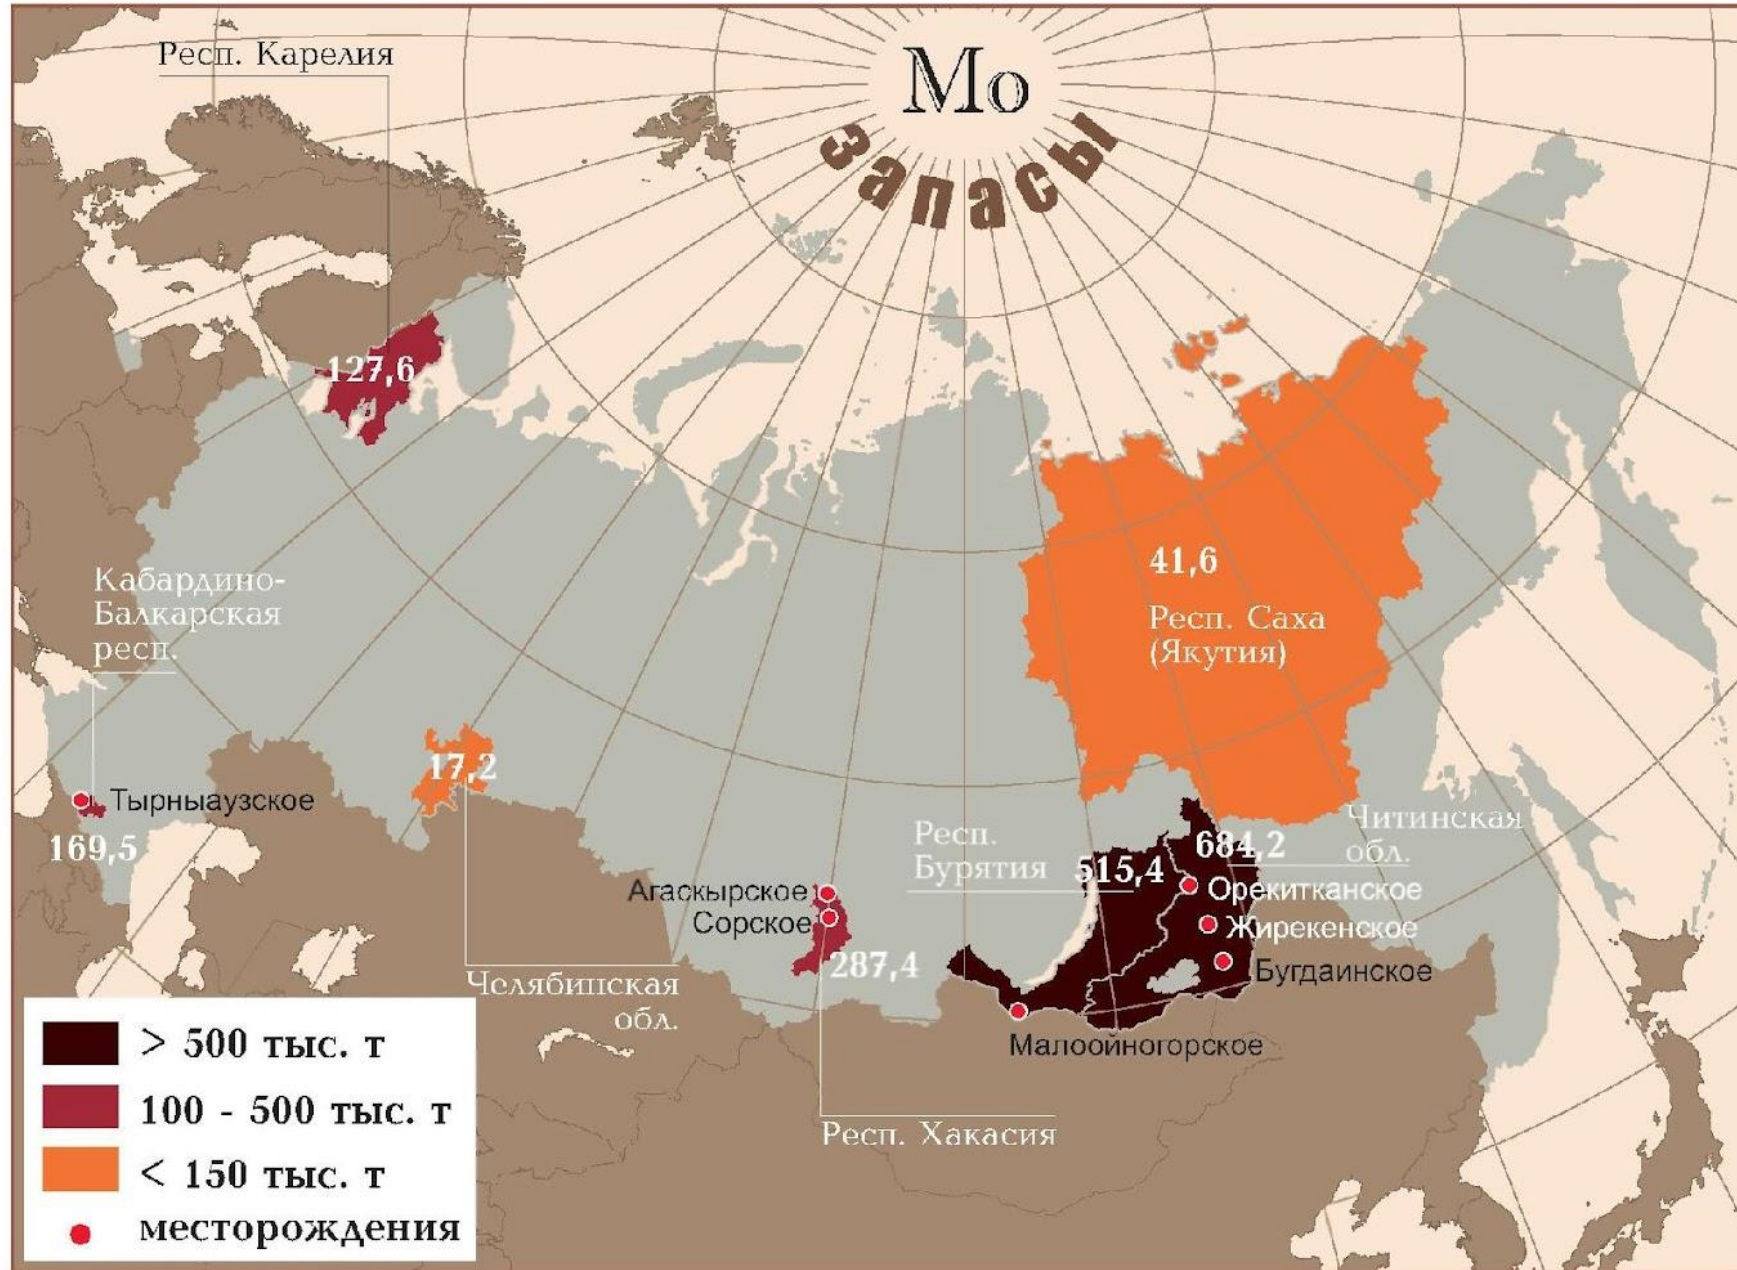 Респ. Карелия
Мо
запасы
127,6
41,6
Респ. Саха
(Якутия)
Кабардино-
Балкарская
респ.
17,2
Тырныаузское
169,5
Читинская
обл.
684,2
Респ.
Бурятия
515,4
Агаскырское
Сорское
287,4
Орекитканское
Жирекенское
Бугдаинское
Челябинская
обл.
Малоойногорское
Респ. Хакасия
> 500 тыс. т
100 - 500 тыс. т
< 150 тыс. т
месторождения